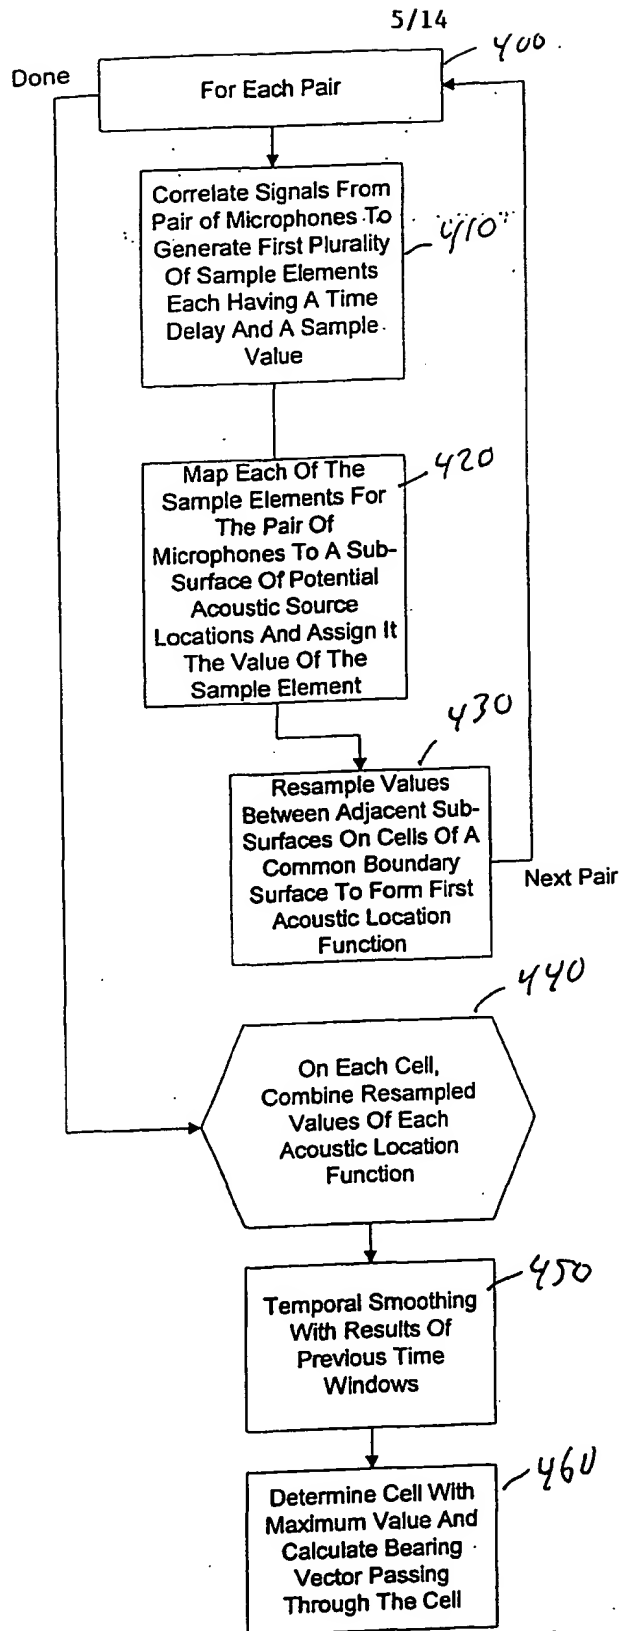 5/14
400
Done
For Each Pair
Correlate Signals From
Pair of Microphones To
Generate First Plurality
Of Sample Elements
Each Having A Time
Delay And A Sample
Value
410
Map Each Of The
Sample Elements For
The Pair Of
Microphones To A Sub-
Surface Of Potential
Acoustic Source
Locations And Assign It
The Value Of The
Sample Element
420
430
Resample Values
Between Adjacent Sub-
Surfaces On Cells Of A
Common Boundary
Surface To Form First
Acoustic Location
Function
Next Pair
440
On Each Cell,
Combine Resampled
Values Of Each
Acoustic Location
Function
450
Temporal Smoothing
With Results Of
Previous Time
Windows
460
Determine Cell With
Maximum Value And
Calculate Bearing
Vector Passing
Through The Cell